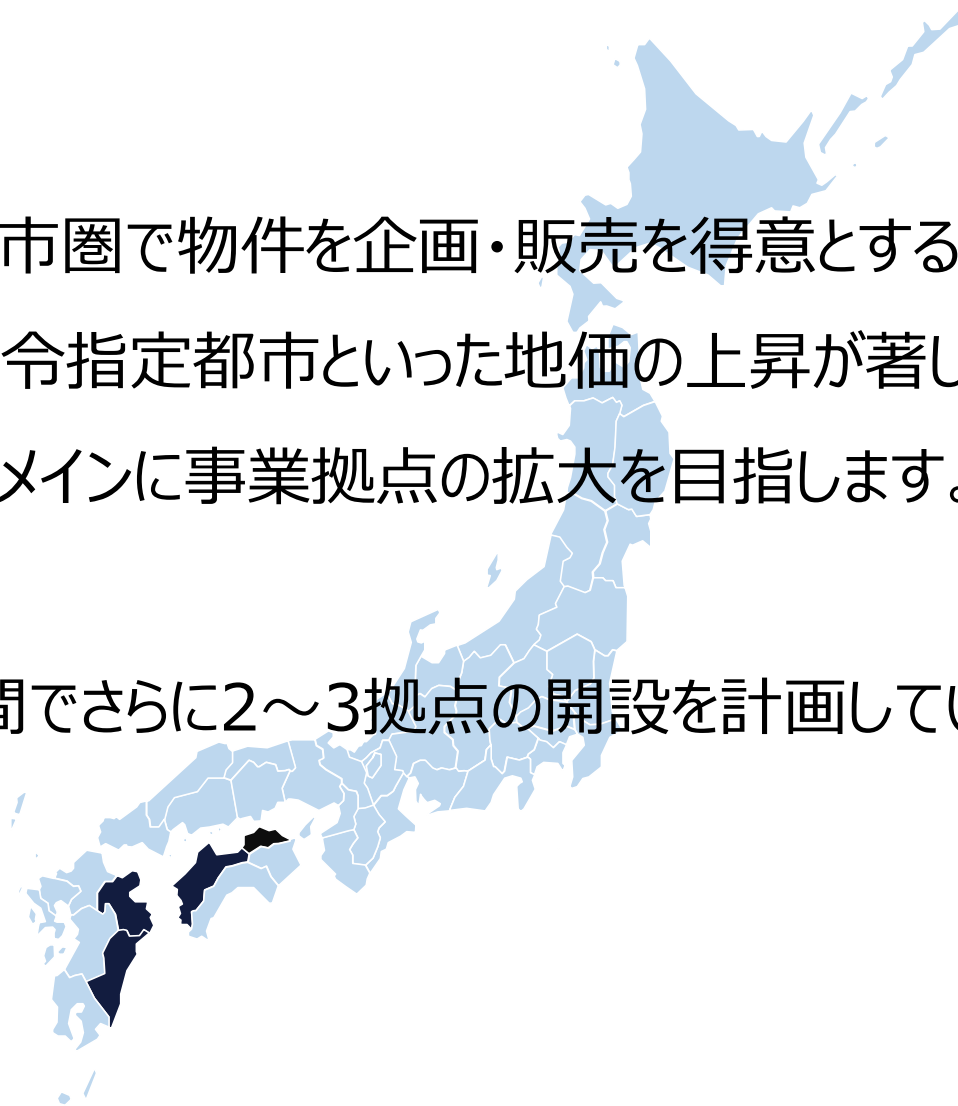 市圏で物件を企画・販売を得意とする
令指定都市といった地価の上昇が著し
メインに事業拠点の拡大を目指します。
間でさらに2～3拠点の開設を計画してい